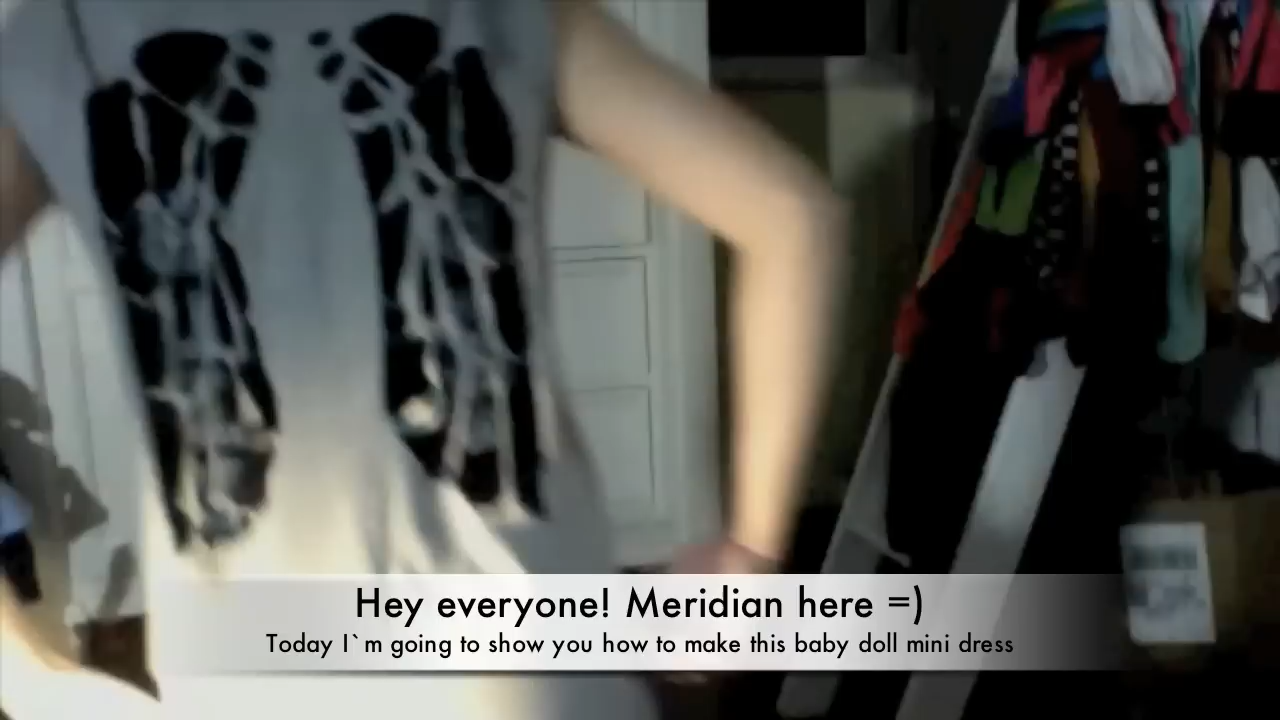 Hey everyone! Meridian here =)
Today I`m going to show you how to make this baby doll mini dress